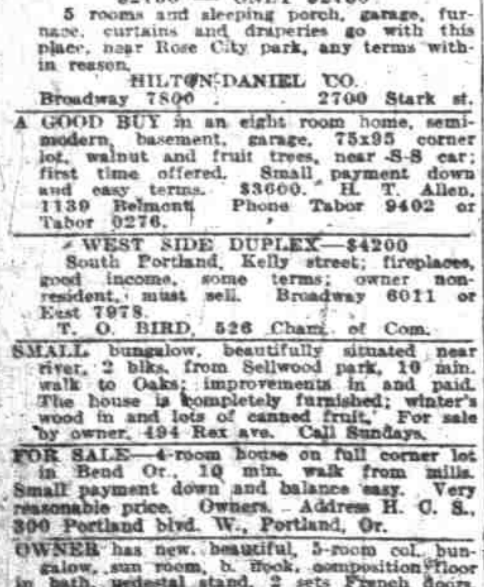 5 rooms and sleeping porch, garage, fur-
nace, curtains and draperies go with this
place, near Rose City park, any terms with-
in reason.
HILTON-DANIEL CO.
Broadway 7800 2700 Stark st.
A GOOD BUY in an eight room home, semi-
modern, basement, garage, 75x95 corner
lot, walnut and fruit trees, near S-S car;
first time offered. Small payment down
and easy terms. $3600. H. T. Allen,
1139 Belmont. Phone Tabor 9402 or
Tabor 0276.
WEST SIDE DUPLEX—$4200
South Portland, Kelly street; fireplaces,
good income, some terms; owner non-
resident, must sell. Broadway 6011 or
East 7978.
T. O. BIRD, 526 Cham. of Com.
SMALL bungalow, beautifully situated near
river, 2 blks. from Sellwood park, 10 min.
walk to Oaks; improvements in and paid.
The house is completely furnished; winter's
wood in and lots of canned fruit. For sale
by owner, 494 Rex ave. Call Sundays.
FOR SALE—4-room house on full corner lot
in Bend Or., 10 min. walk from mills.
Small payment down and balance easy. Very
reasonable price. Owners. Address H. C. S.,
300 Portland blvd. W., Portland, Or.
OWNER has new, beautiful, 5-room col. bun-
galow, sun room, b. nook, composition floor
in bath, pedestal stand, 2 sets French doors